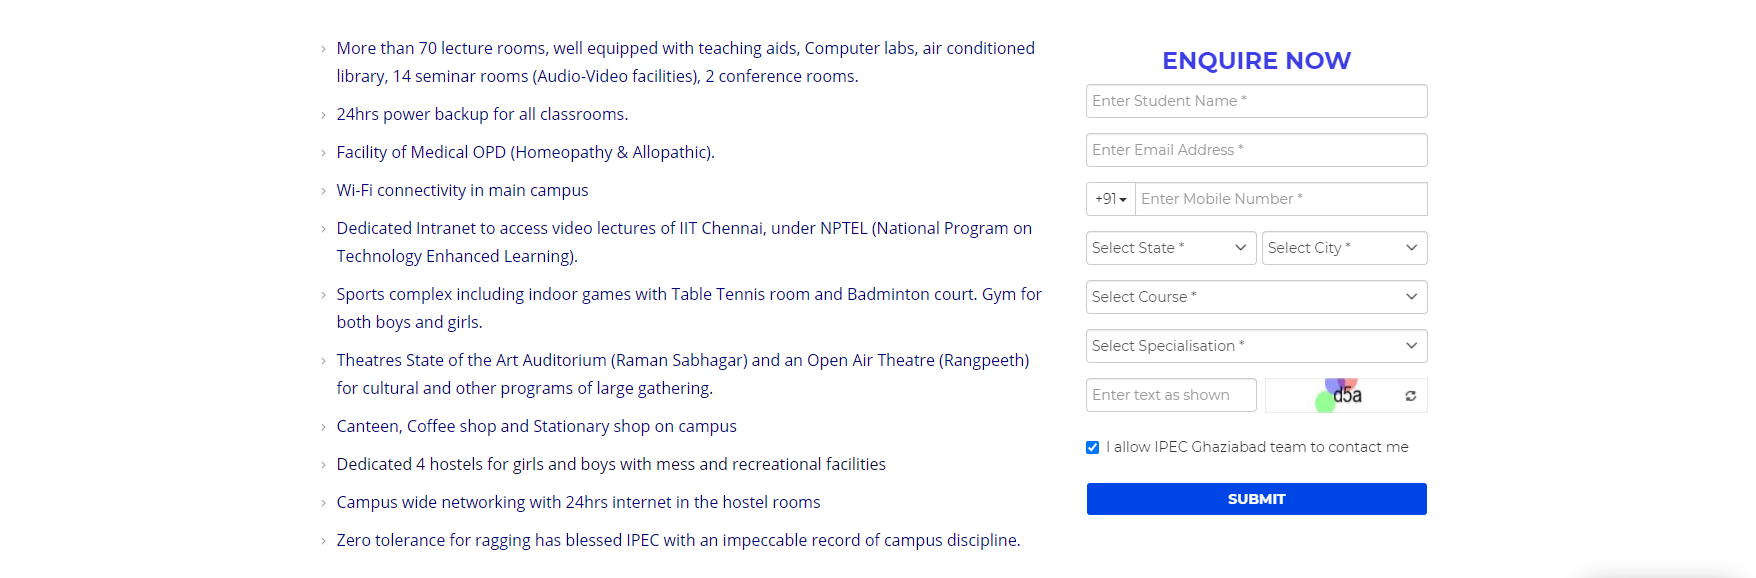 More than 70 lecture rooms, well equipped with teaching aids, Computer labs, air conditioned
library, 14 seminar rooms (Audio-Video facilities), 2 conference rooms.
24hrs power backup for all classrooms.
Facility of Medical OPD (Homeopathy & Allopathic).
Wi-Fi connectivity in main campus
Dedicated Intranet to access video lectures of IIT Chennai, under NPTEL (National Program on
Technology Enhanced Learning).
Sports complex including indoor games with Table Tennis room and Badminton court. Gym for
both boys and girls.
Theatres State of the Art Auditorium (Raman Sabhagar) and an Open Air Theatre (Rangpeeth)
for cultural and other programs of large gathering.
Canteen, Coffee shop and Stationary shop on campus
Dedicated 4 hostels for girls and boys with mess and recreational facilities
Campus wide networking with 24hrs internet in the hostel rooms
Zero tolerance for ragging has blessed IPEC with an impeccable record of campus discipline.
ENQUIRE NOW
Enter Student Name *
Enter Email Address *
+91 Enter Mobile Number *
Select State * Select City *
Select Course *
Select Specialisation *
Enter text as shown d5a
I allow IPEC Ghaziabad team to contact me
SUBMIT